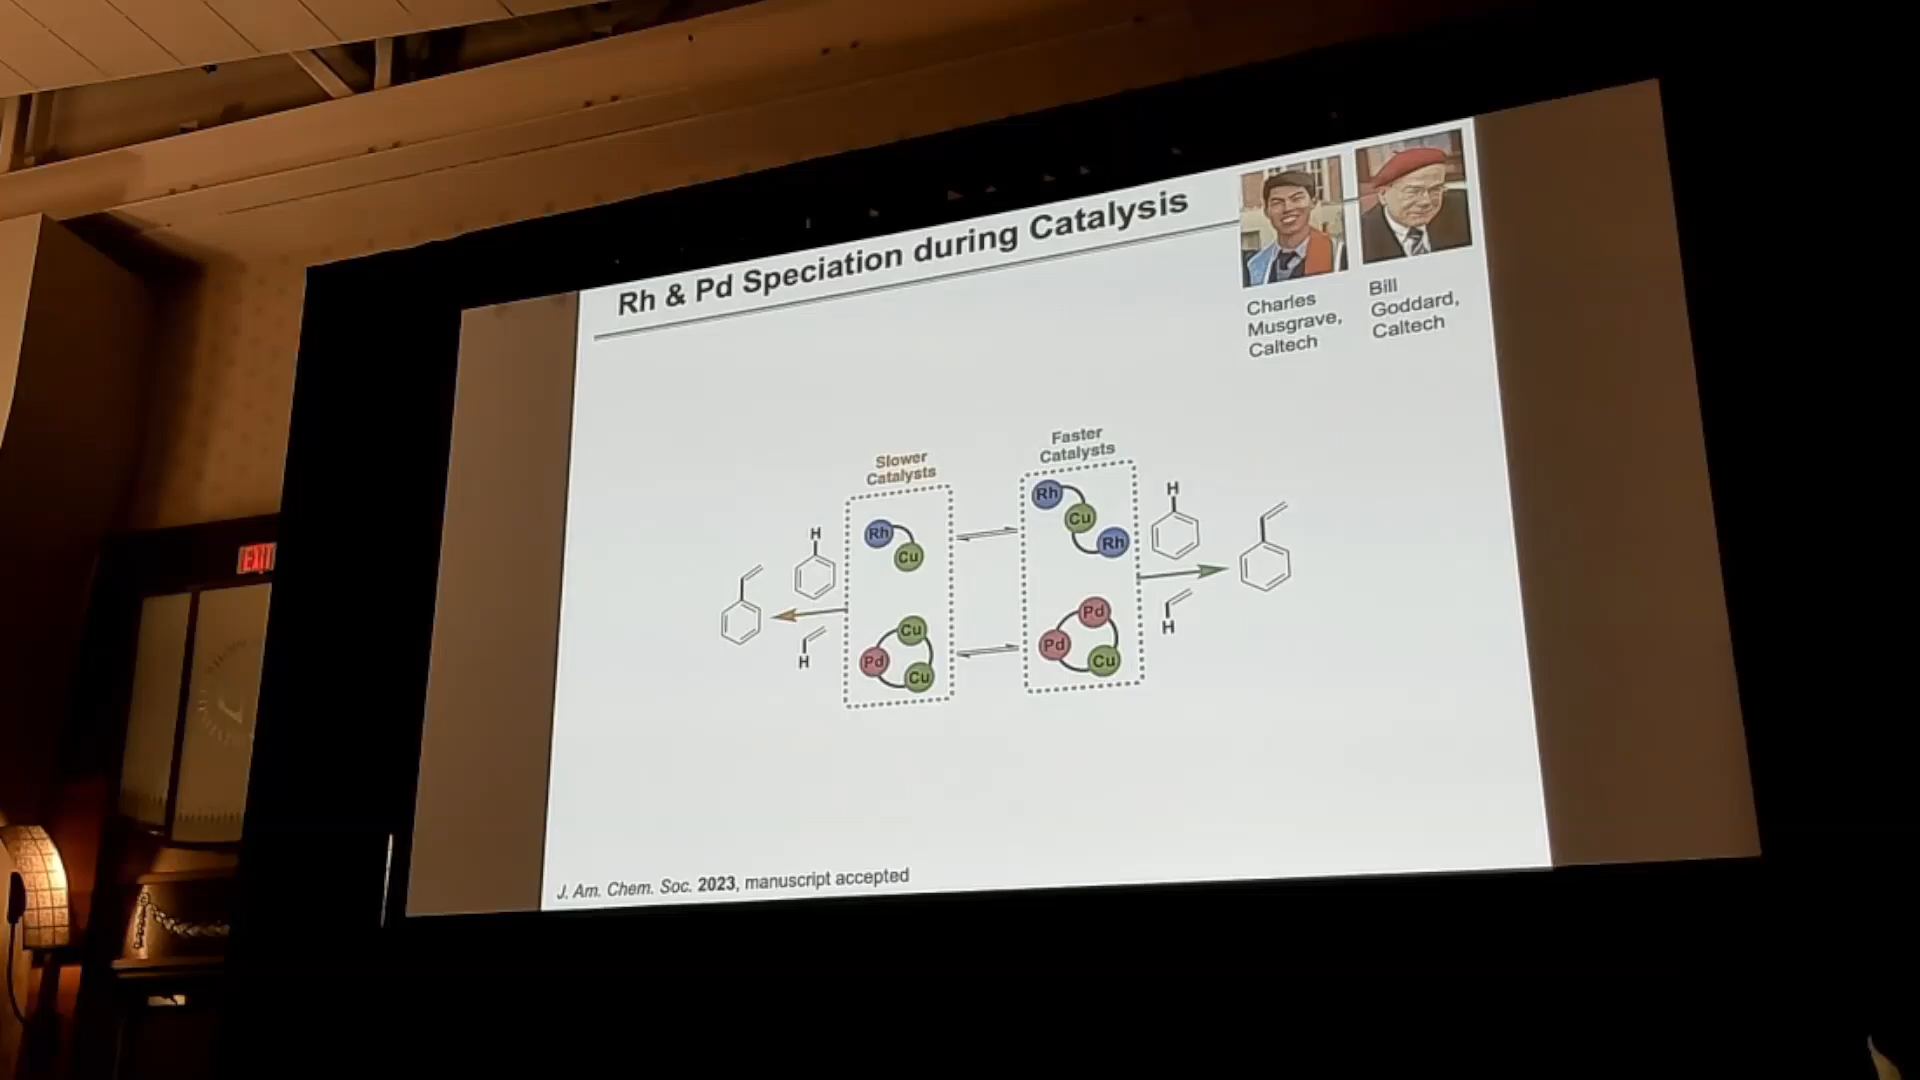 Rh & Pd Speciation during Catalysis
Charles
Musgrave,
Caltech
Bill
Goddard,
Caltech
Slower
Catalysts
Faster
Catalysts
H
H
Rh
Cu
Cu
Pd
Cu
Rh
Cu
Rh
Pd
Pd
Cu
H
H
EXIT
J. Am. Chem. Soc. 2023, manuscript accepted